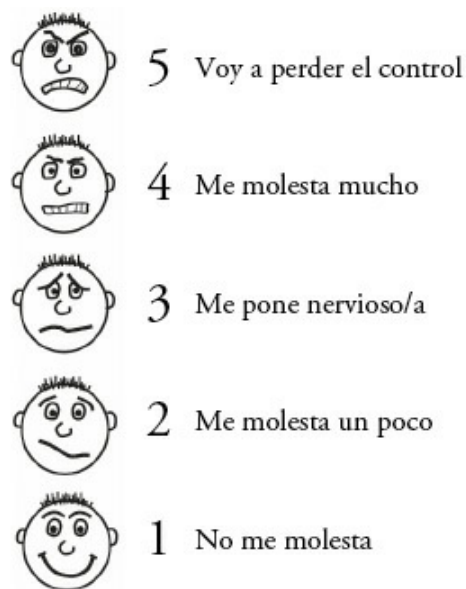 5 Voy a perder el control
4 Me molesta mucho
3 Me pone nervioso/a
2 Me molesta un poco
1 No me molesta